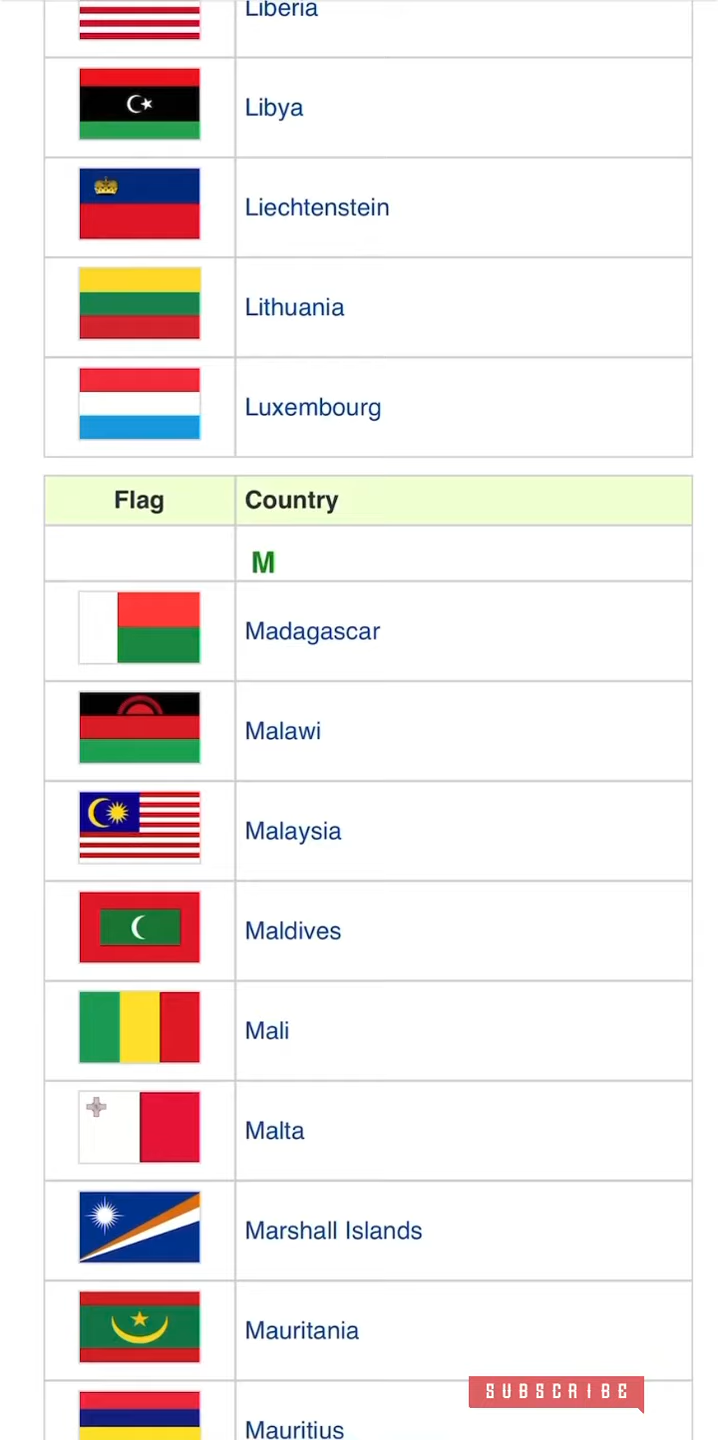 Liberia
Libya
Liechtenstein
Lithuania
Luxembourg
Flag Country
M
Madagascar
Malawi
Malaysia
Maldives
Mali
Malta
Marshall Islands
Mauritania
SUBSCRIBE
Mauritius